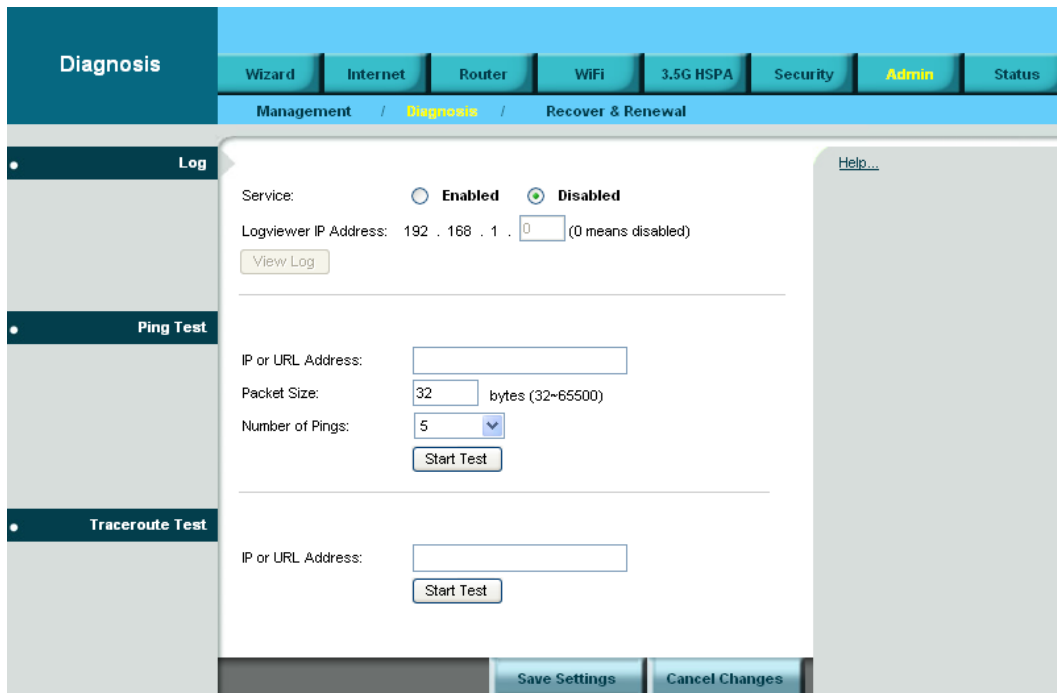 Diagnosis
Wizard Internet Router WiFi 3.5G HSPA Security Admin Status
Management / Diagnosis / Recover & Renewal
Log
Help...
Service: Enabled Disabled
Logviewer IP Address: 192 . 168 . 1 . 0 (0 means disabled)
View Log
Ping Test
IP or URL Address:
Packet Size: 32 bytes (32~65500)
Number of Pings: 5
Start Test
Traceroute Test
IP or URL Address:
Start Test
Save Settings Cancel Changes